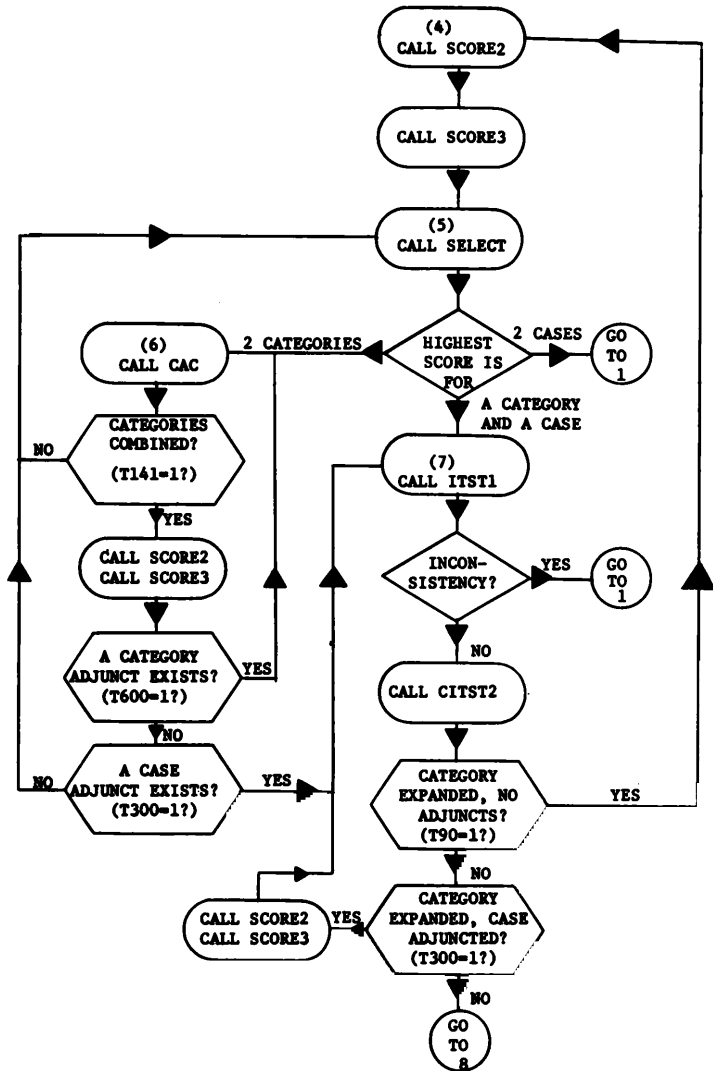 (4)
CALL SCORE2
CALL SCORE3
(5)
CALL SELECT
HIGHEST
SCORE IS
FOR
2 CATEGORIES
2 CASES
GO
TO
1
A CATEGORY
AND A CASE
(6)
CALL CAC
CATEGORIES
COMBINED?
(T141=1?)
NO
YES
CALL SCORE2
CALL SCORE3
A CATEGORY
ADJUNCT EXISTS?
(T600=1?)
YES
NO
A CASE
ADJUNCT EXISTS?
(T300=1?)
NO
YES
(7)
CALL ITST1
INCON-
SISTENCY?
YES
GO
TO
1
NO
CALL CITST2
CATEGORY
EXPANDED, NO
ADJUNCTS?
(T90=1?)
YES
NO
CATEGORY
EXPANDED, CASE
ADJUNCTED?
(T300=1?)
YES
CALL SCORE2
CALL SCORE3
NO
GO
TO
8